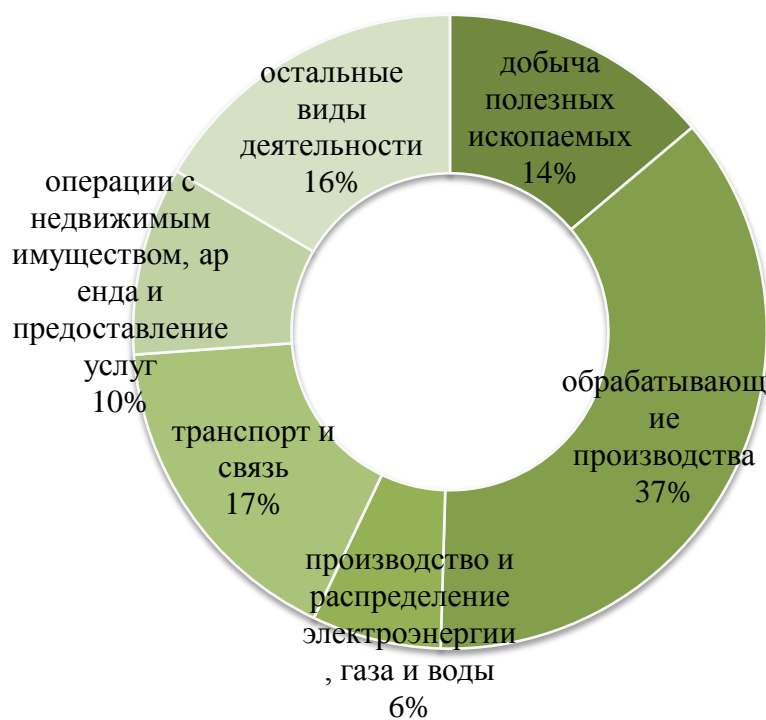 добыча
полезных
ископаемых
14%
обрабатывающ
ие
производства
37%
производство и
распределение
электроэнергии
, газа и воды
6%
транспорт и
связь
17%
операции с
недвижимым
имуществом, ар
енда и
предоставление
услуг
10%
остальные
виды
деятельности
16%